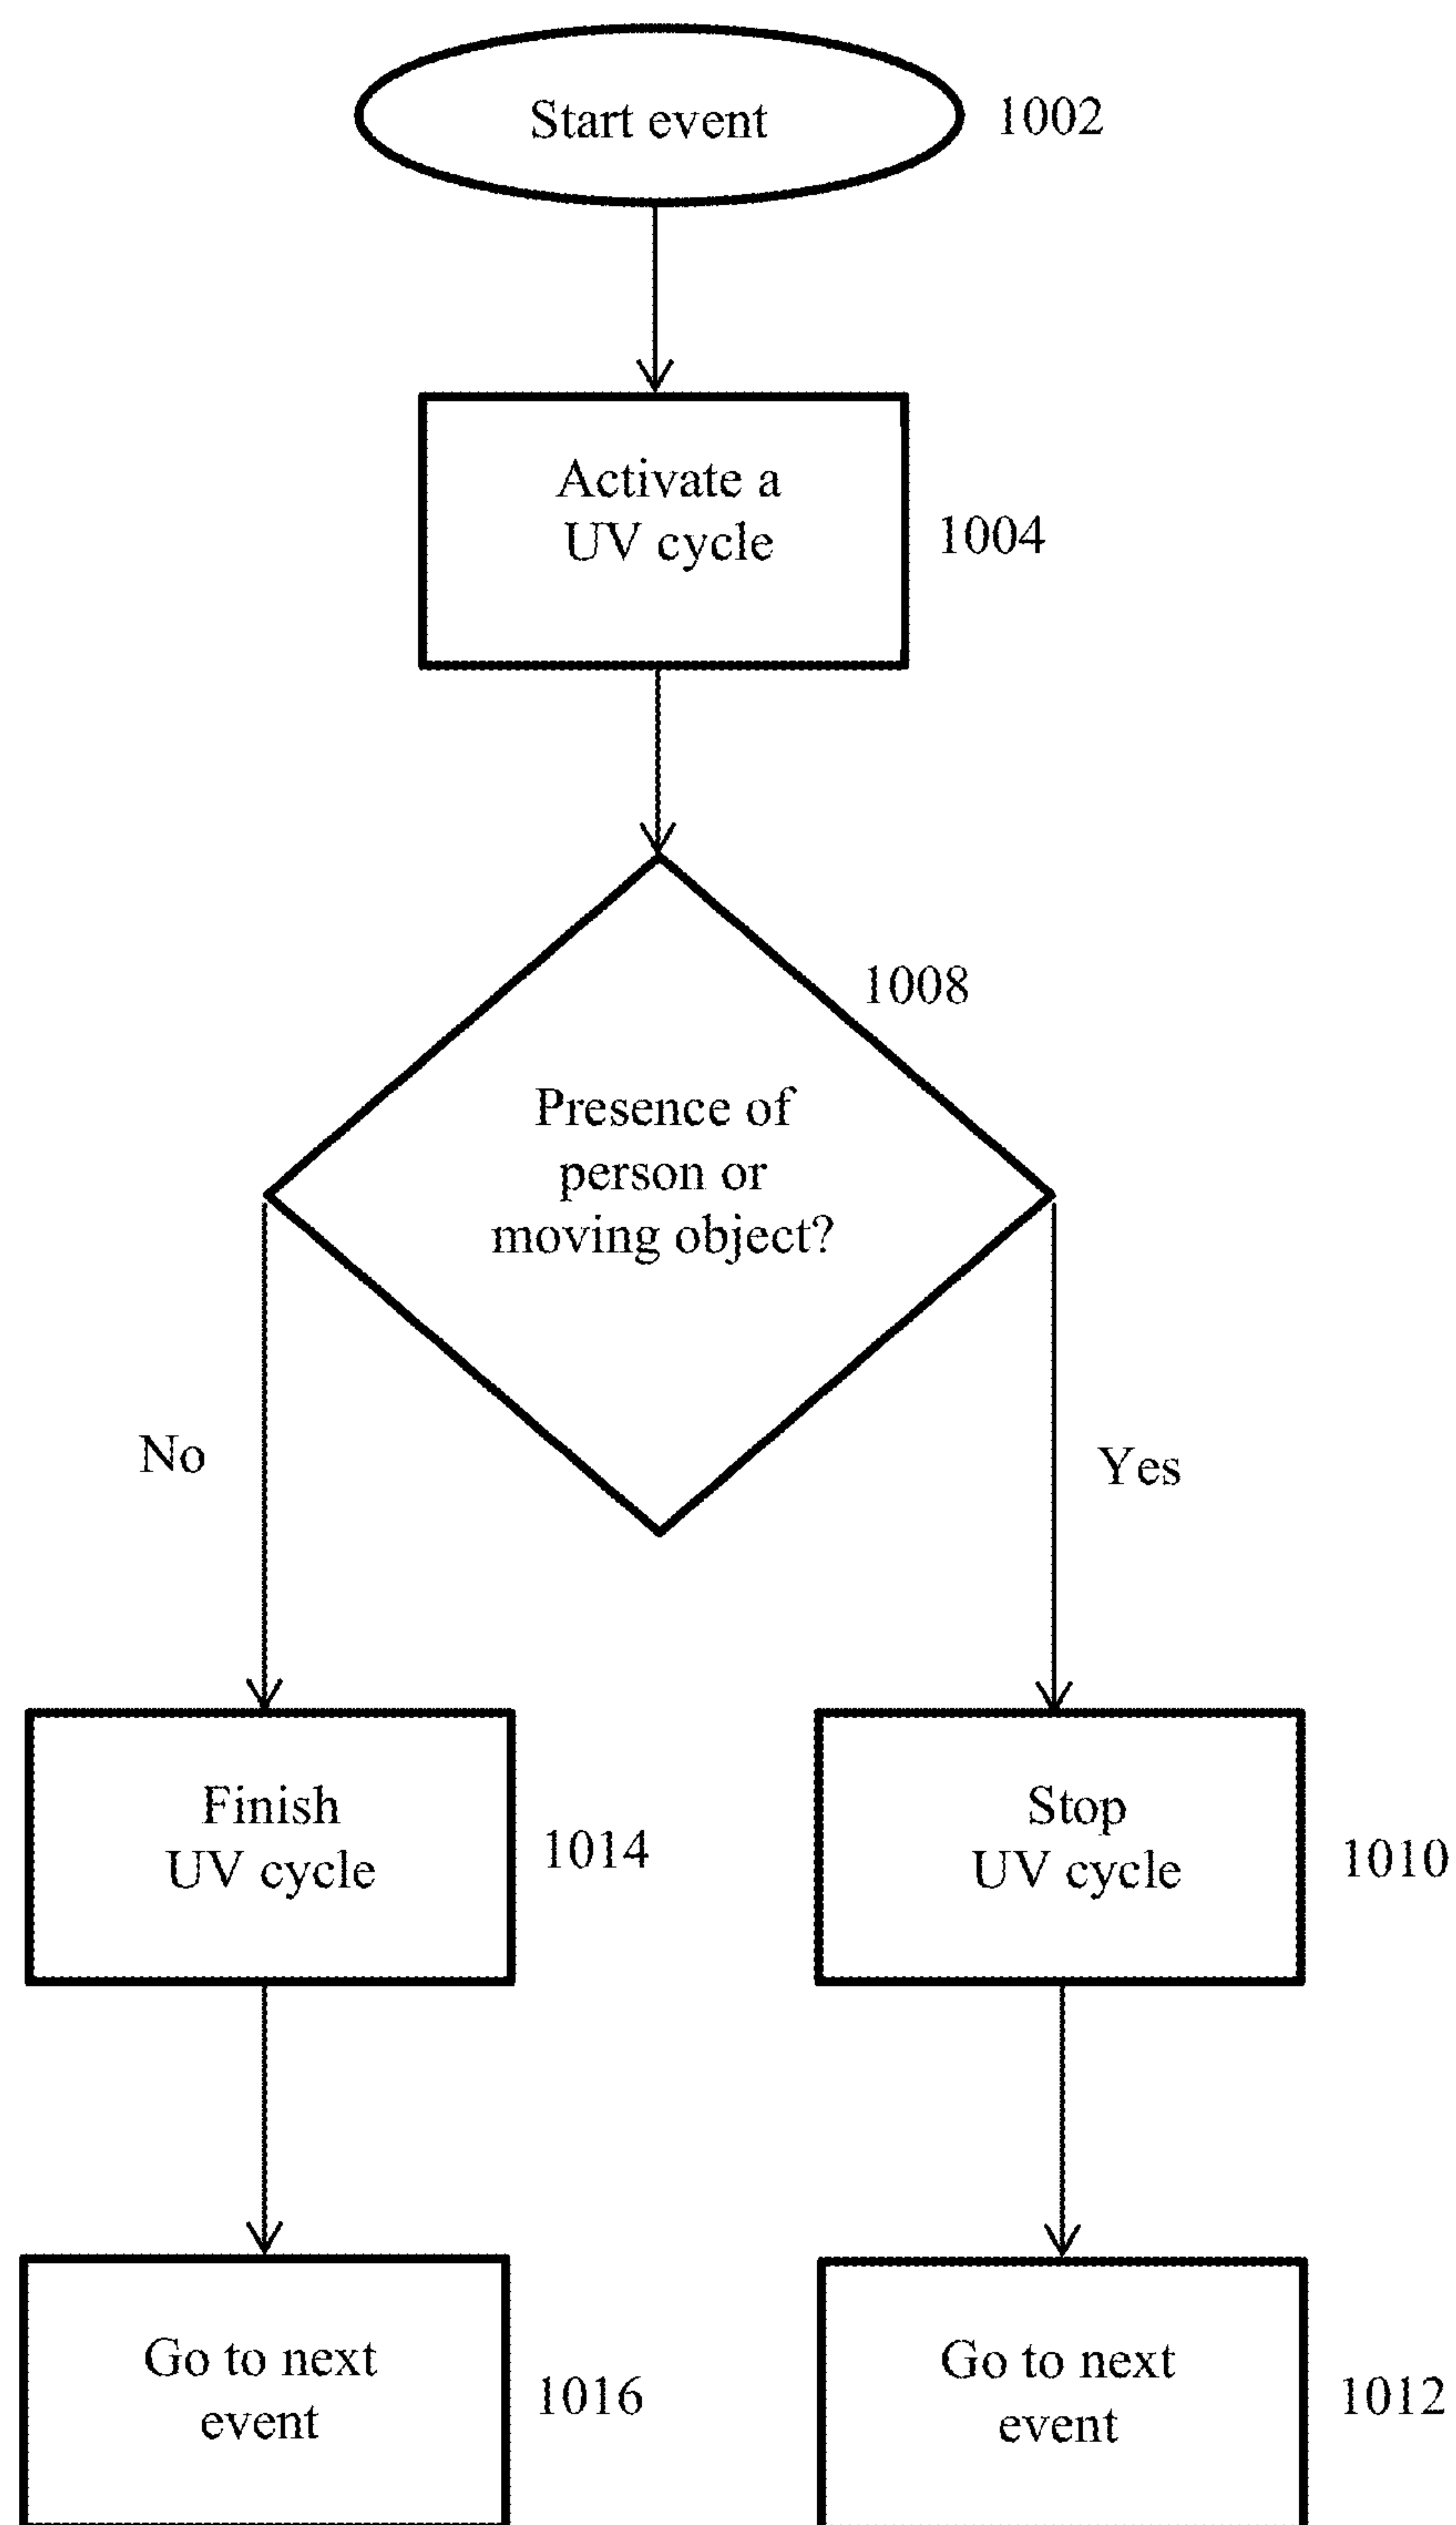 Start event
1002
Activate a
UV cycle
1004
1008
Presence of
person or
moving object?
No
Yes
Finish
UV cycle
1014
Stop
UV cycle
1010
Go to next
event
1016
Go to next
event
1012